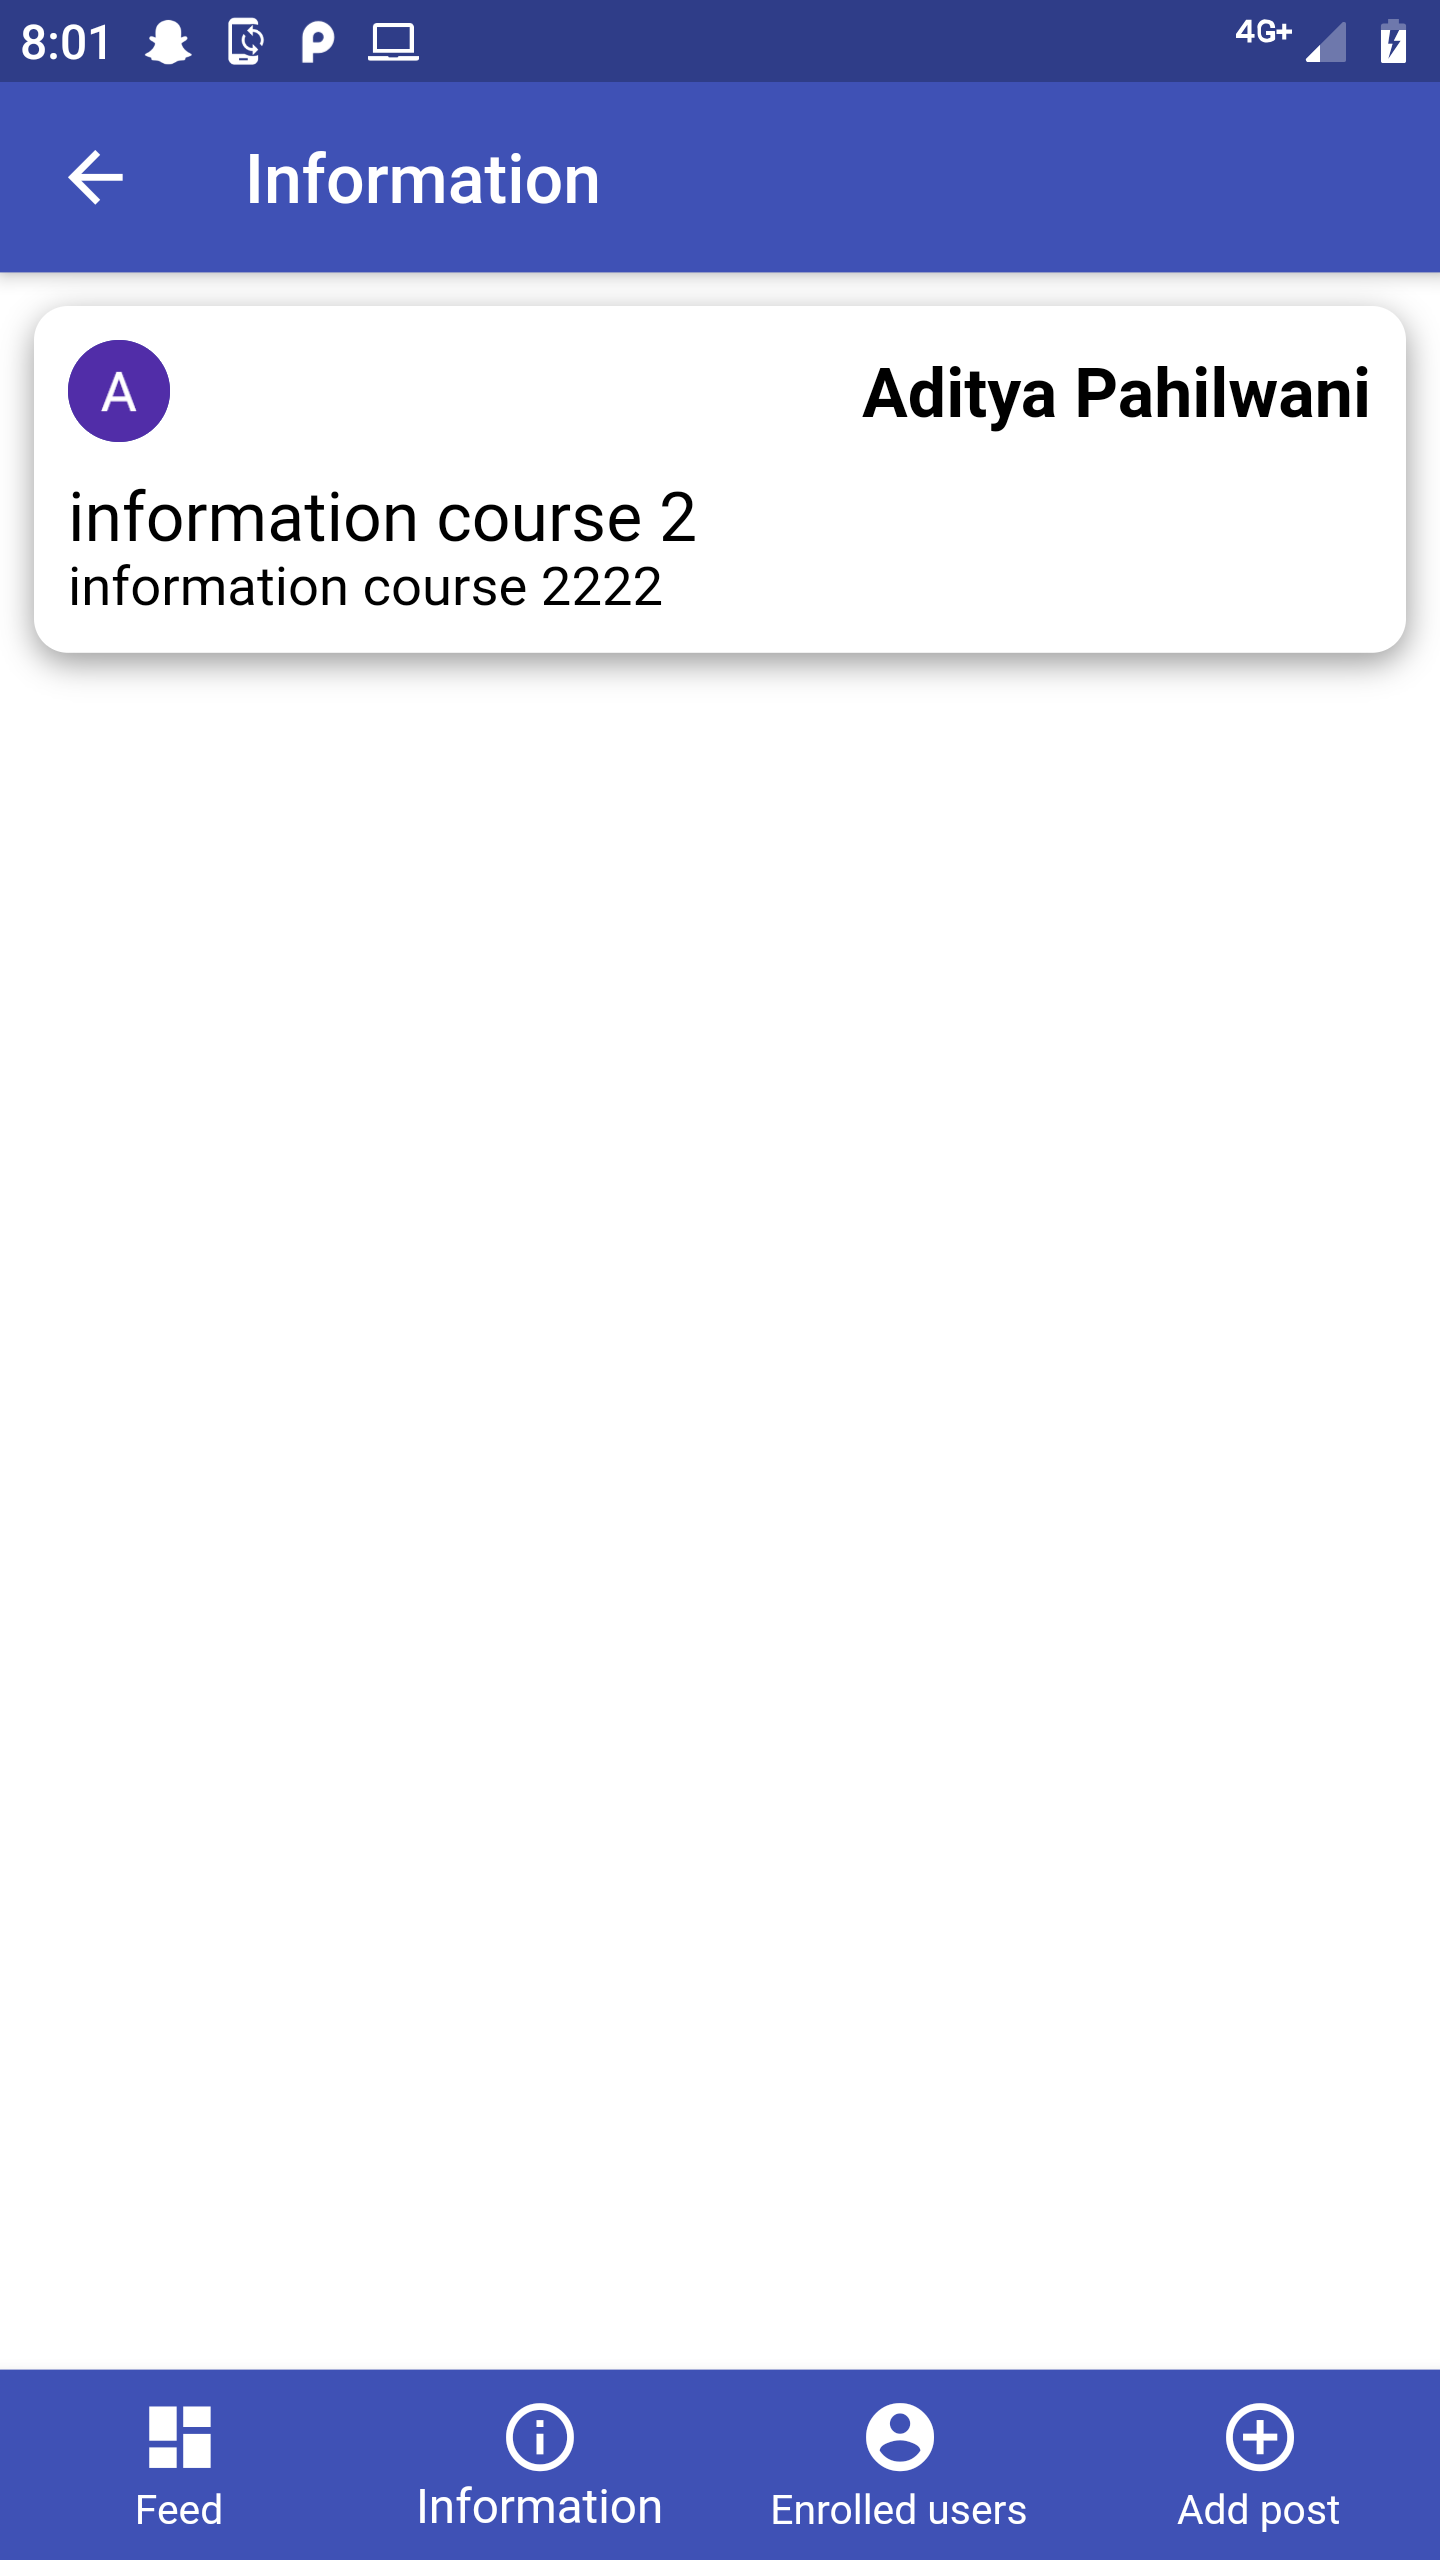 8:01 4G+
Information
A Aditya Pahilwani
information course 2
information course 2222
Feed Information Enrolled users Add post